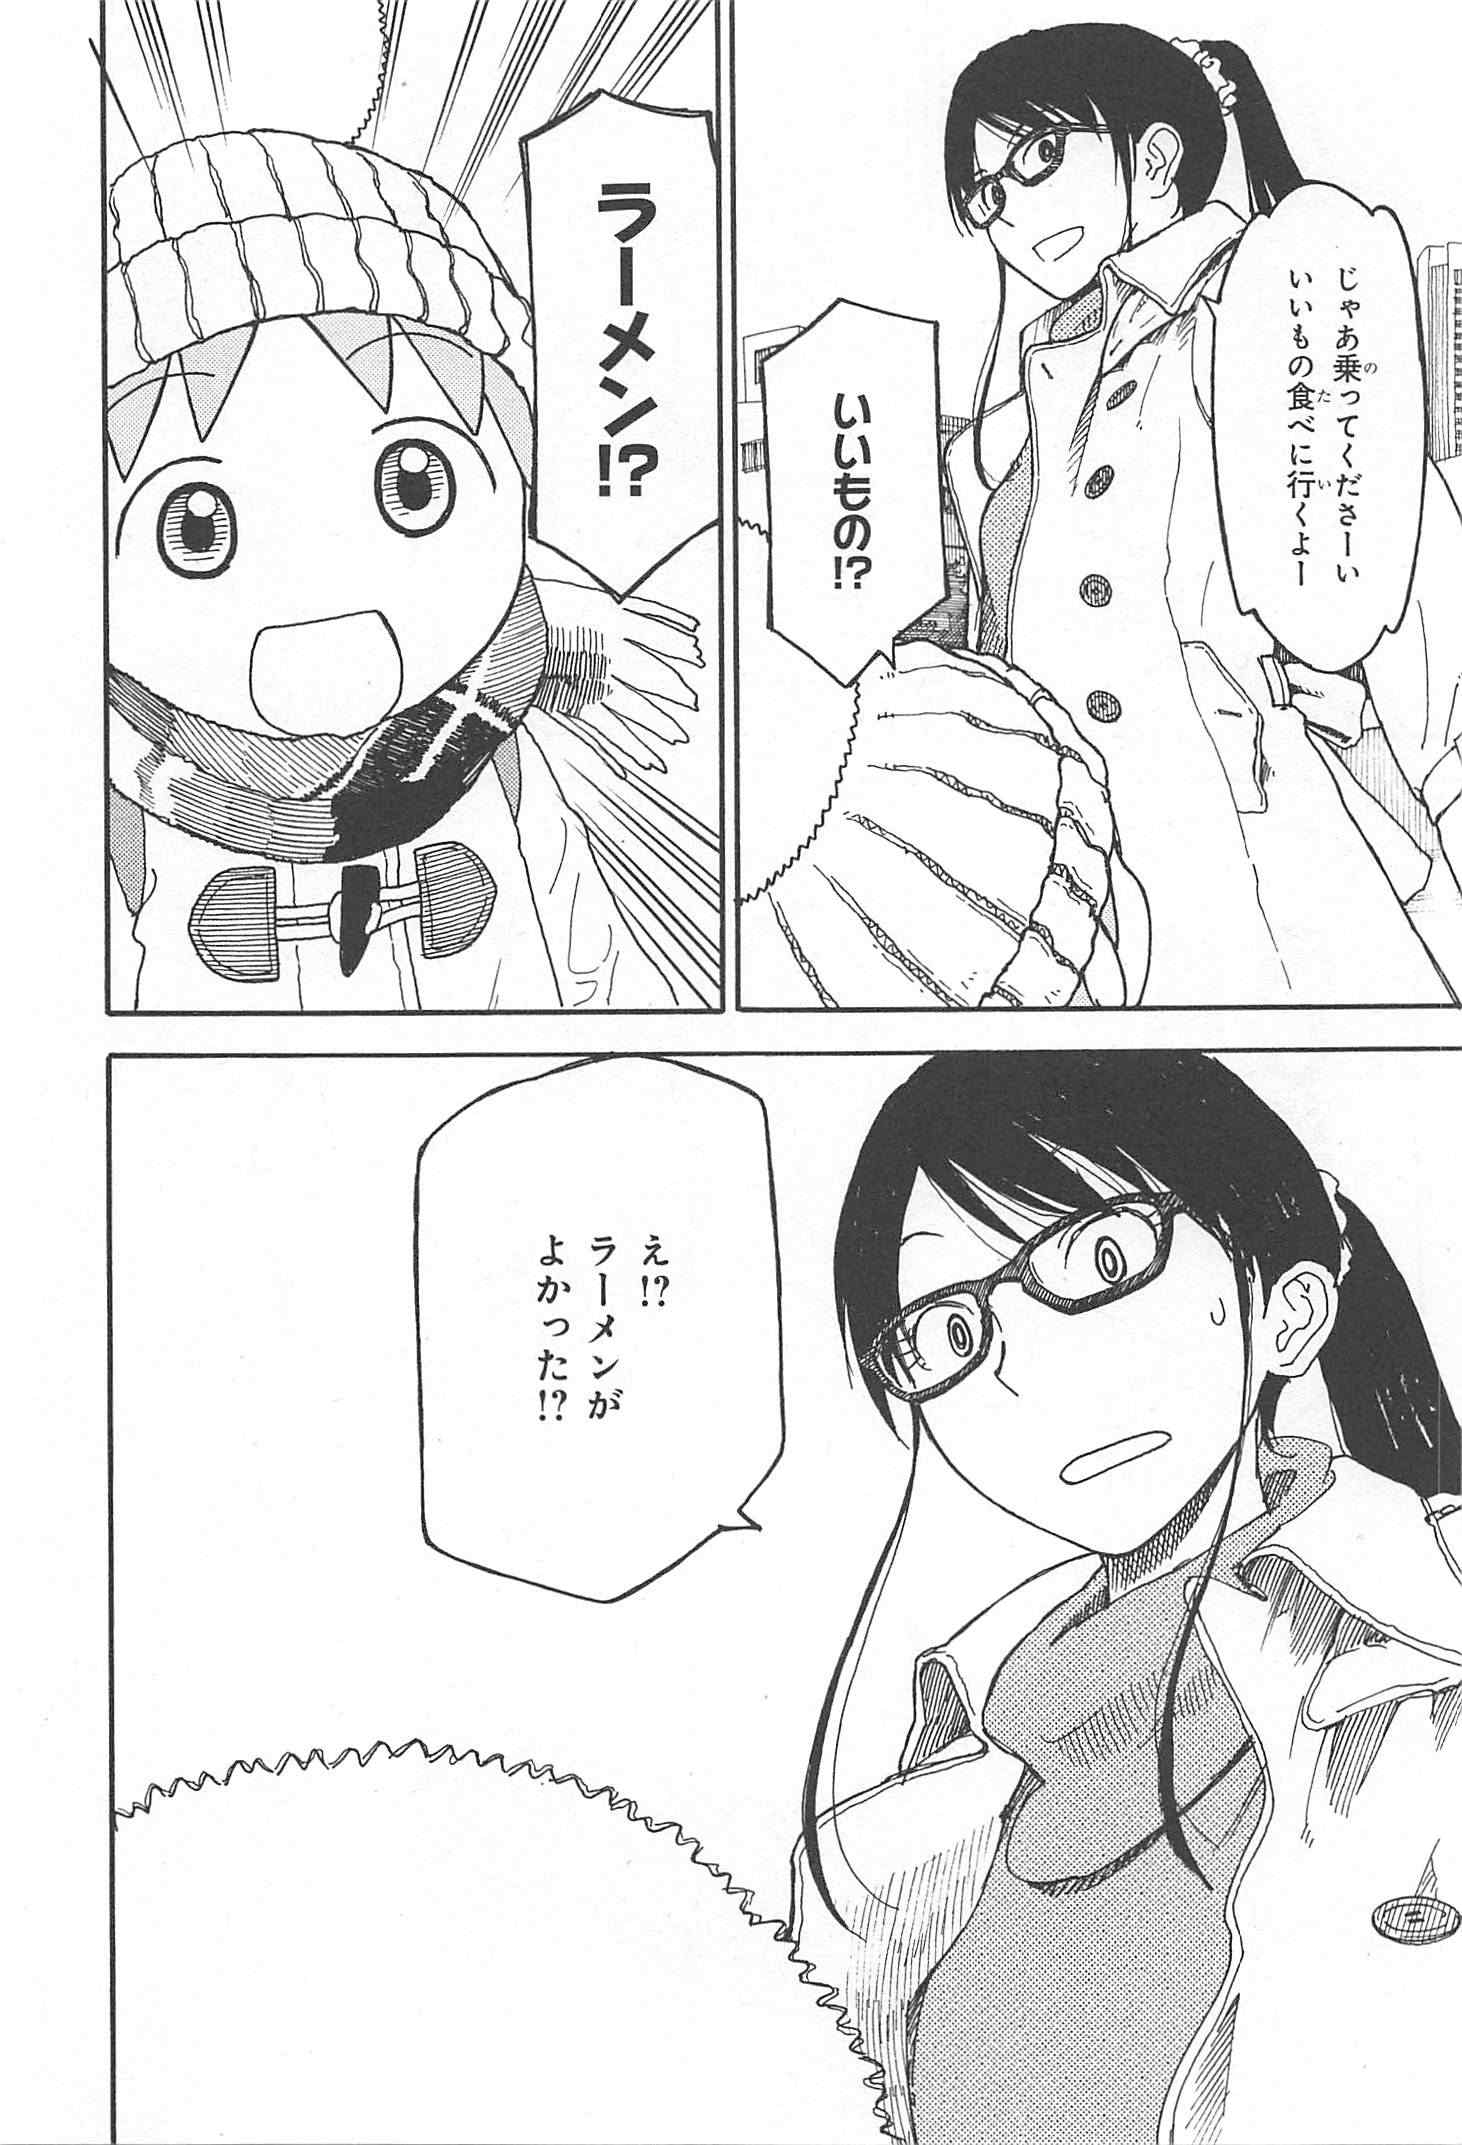 じゃあ乗ってくださーい
いいもの食べに行くよー
いいもの!?
ラーメン!?
え!?
ラーメンが
よかった!?